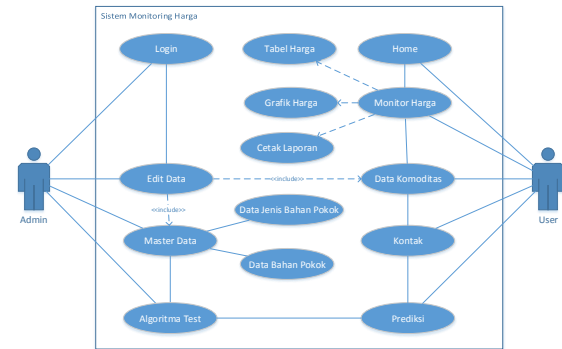 Sistem Monitoring Harga
Login
Tabel Harga
Home
Grafik Harga
Monitor Harga
Cetak Laporan
Edit Data
<<include>>
Data Komoditas
Admin
User
<<include>>
Data Jenis Bahan Pokok
Master Data
Kontak
Data Bahan Pokok
Algoritma Test
Prediksi